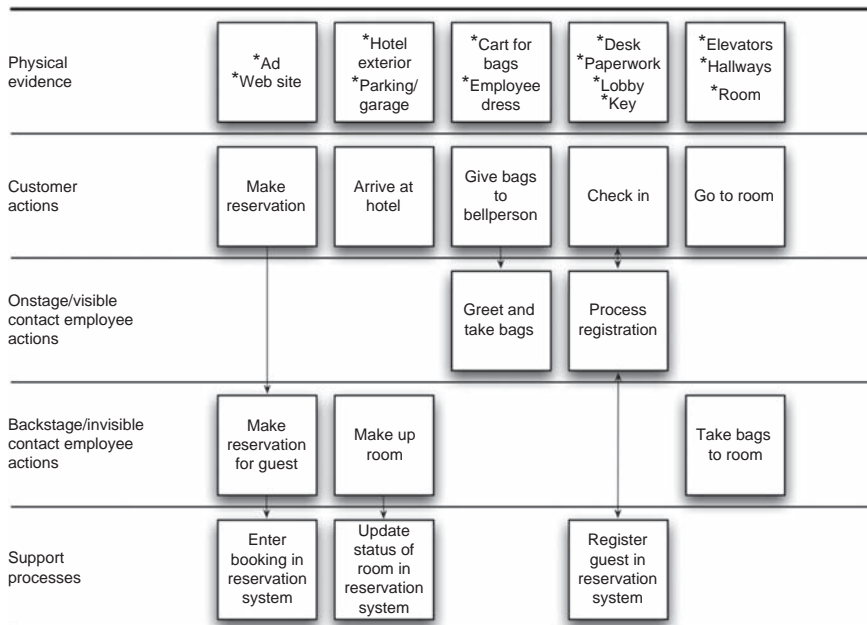 Physical
evidence
*Ad
*Web site
*Hotel
exterior
*Parking/
garage
*Cart for
bags
*Employee
dress
*Desk
*Paperwork
*Lobby
*Key
*Elevators
*Hallways
*Room
Customer
actions
Make
reservation
Arrive at
hotel
Give bags
to
bellperson
Check in
Go to room
Onstage/visible
contact employee
actions
Greet and
take bags
Process
registration
Backstage/invisible
contact employee
actions
Make
reservation
for guest
Make up
room
Take bags
to room
Support
processes
Enter
booking in
reservation
system
Update
status of
room in
reservation
system
Register
guest in
reservation
system